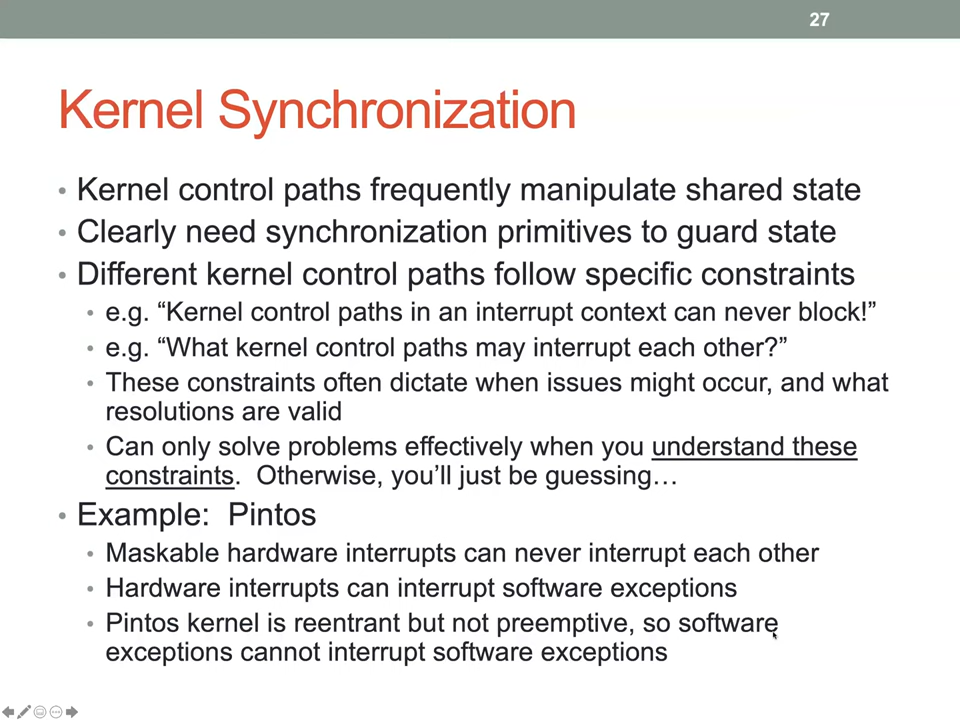 27
Kernel Synchronization
• Kernel control paths frequently manipulate shared state
• Clearly need synchronization primitives to guard state
• Different kernel control paths follow specific constraints
• e.g. “Kernel control paths in an interrupt context can never block!”
• e.g. “What kernel control paths may interrupt each other?”
• These constraints often dictate when issues might occur, and what
resolutions are valid
• Can only solve problems effectively when you understand these
constraints.  Otherwise, you’ll just be guessing…
• Example:  Pintos
• Maskable hardware interrupts can never interrupt each other
• Hardware interrupts can interrupt software exceptions
• Pintos kernel is reentrant but not preemptive, so software
exceptions cannot interrupt software exceptions